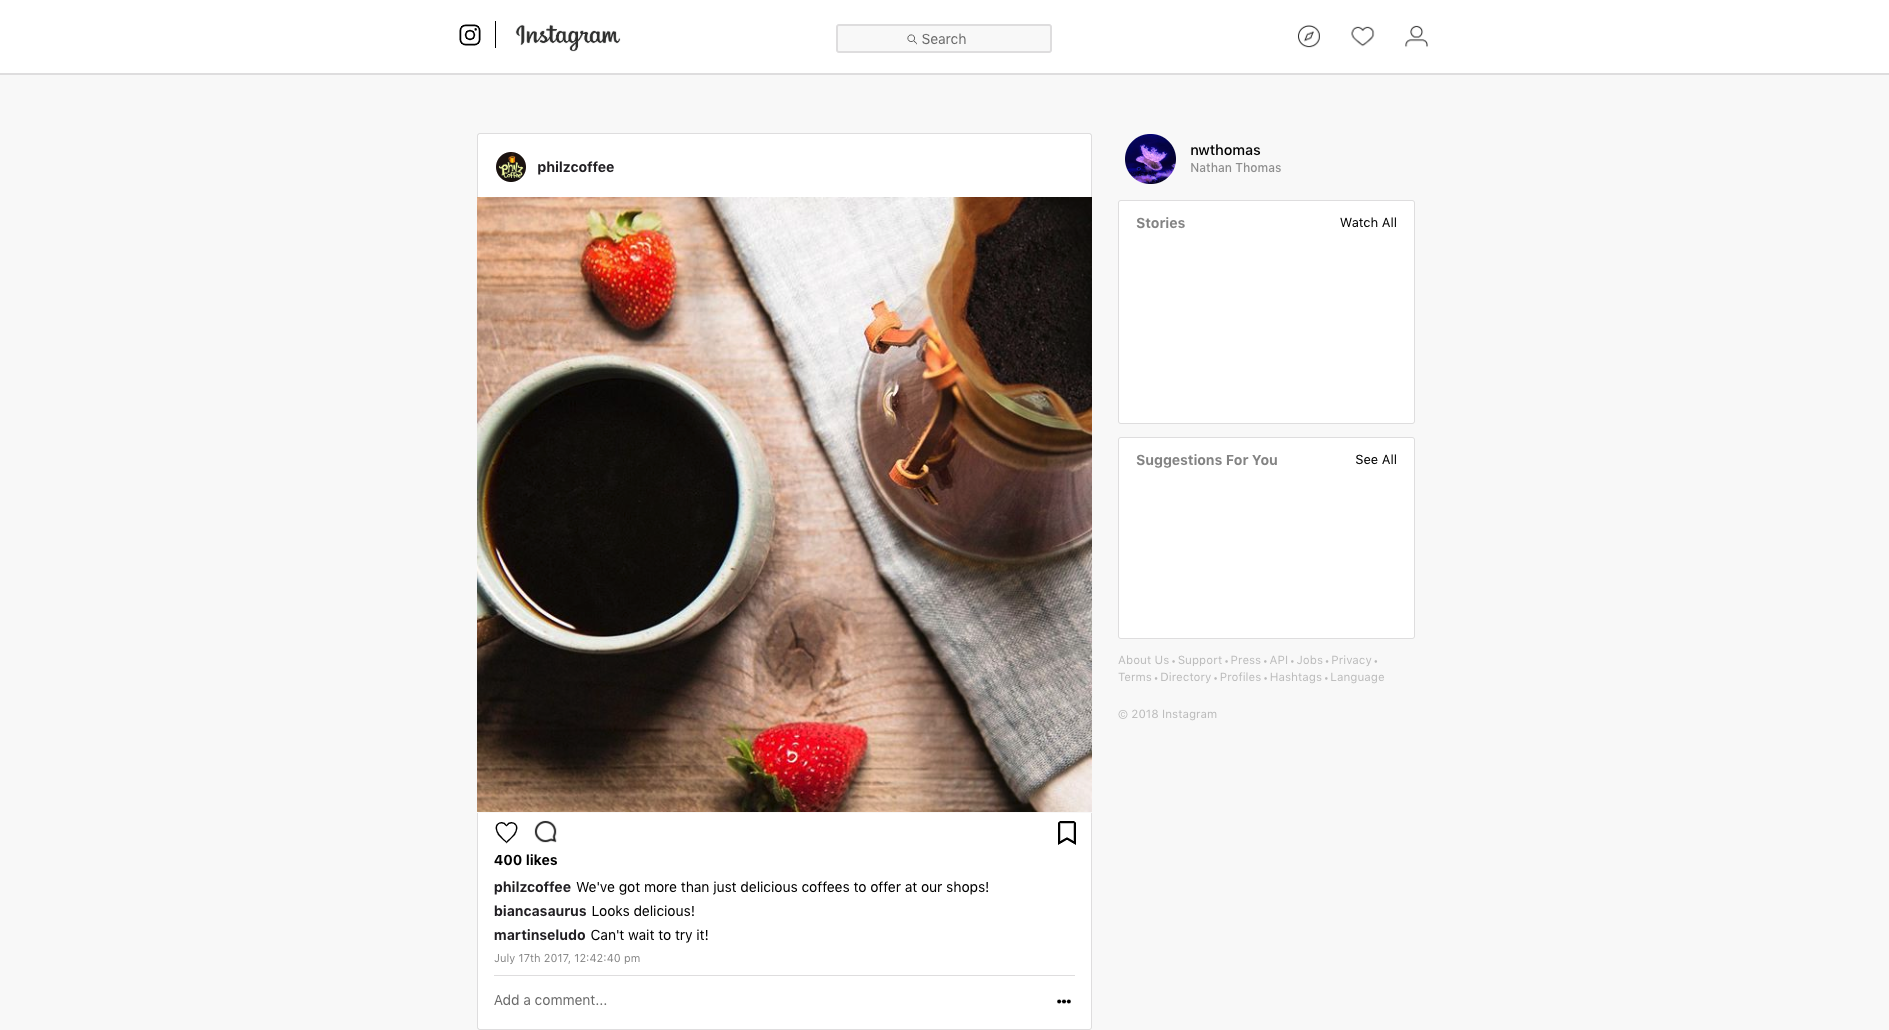 Instagram
Search
philzcoffee
nwthomas
Nathan Thomas
Stories
Watch All
Suggestions For You
See All
About Us • Support • Press • API • Jobs • Privacy •
Terms • Directory • Profiles • Hashtags • Language
© 2018 Instagram
400 likes
philzcoffee We've got more than just delicious coffees to offer at our shops!
biancasaurus Looks delicious!
martinseludo Can't wait to try it!
July 17th 2017, 12:42:40 pm
Add a comment...